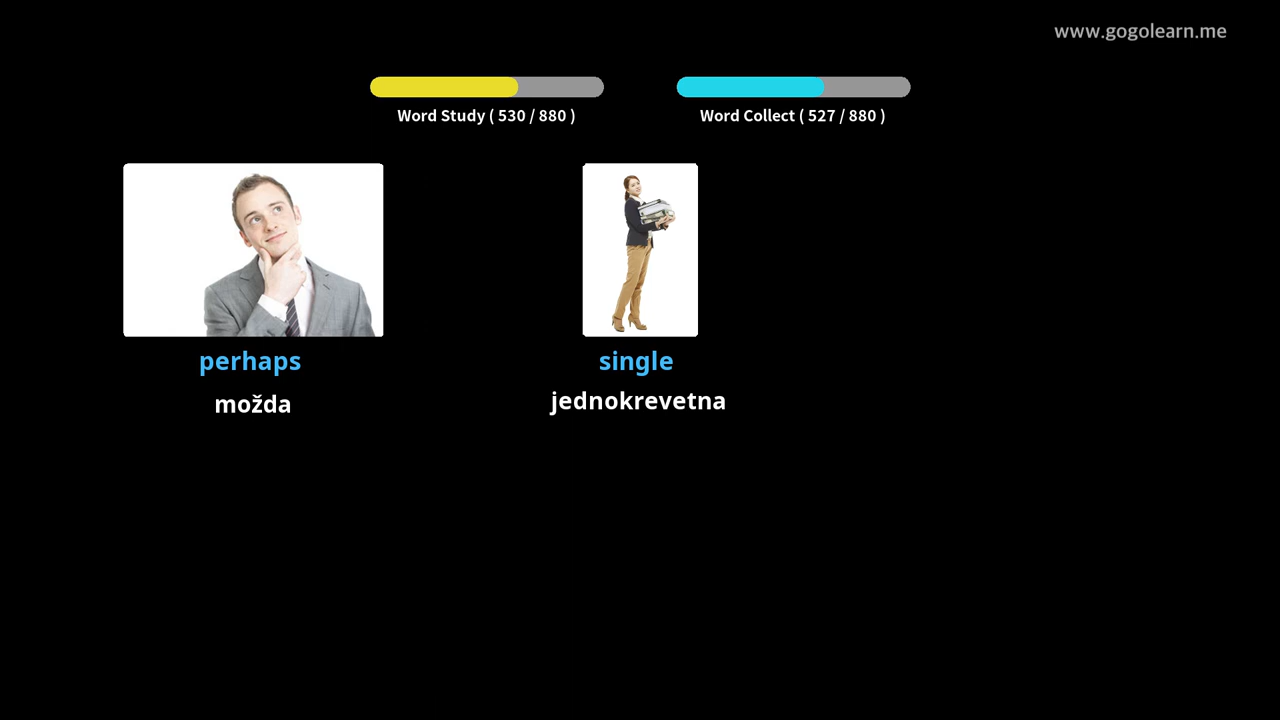 www.gogolearn.me
Word Study ( 530 / 880 )
Word Collect ( 527 / 880 )
perhaps
možda
single
jednokrevetna